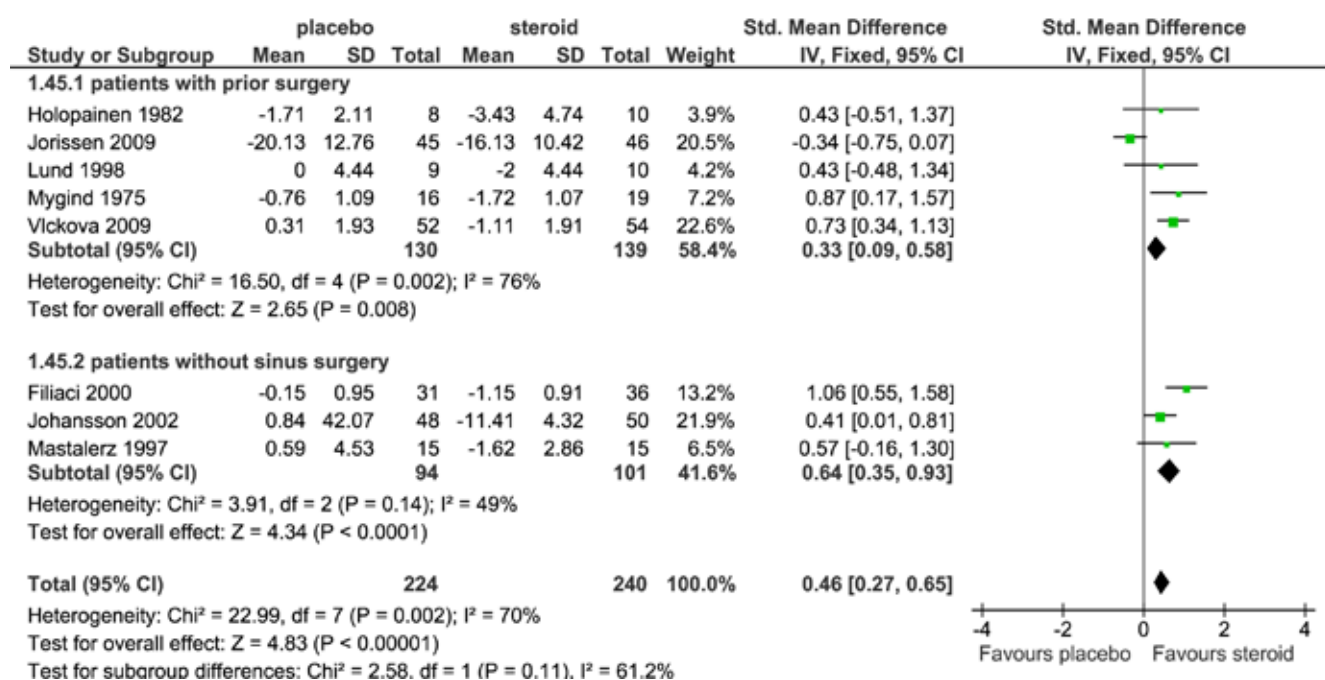 placebo steroid Std. Mean Difference Std. Mean Difference
Study or Subgroup Mean SD Total Mean SD Total Weight IV, Fixed, 95% CI IV, Fixed, 95% CI
1.45.1 patients with prior surgery
Holopainen 1982 -1.71 2.11 8 -3.43 4.74 10 3.9% 0.43 [-0.51, 1.37]
Jorissen 2009 -20.13 12.76 45 -16.13 10.42 46 20.5% -0.34 [-0.75, 0.07]
Lund 1998 0 4.44 9 -2 4.44 10 4.2% 0.43 [-0.48, 1.34]
Mygind 1975 -0.76 1.09 16 -1.72 1.07 19 7.2% 0.87 [0.17, 1.57]
Vlckova 2009 0.31 1.93 52 -1.11 1.91 54 22.6% 0.73 [0.34, 1.13]
Subtotal (95% CI) 130 139 58.4% 0.33 [0.09, 0.58]
Heterogeneity: Chi² = 16.50, df = 4 (P = 0.002); I² = 76%
Test for overall effect: Z = 2.65 (P = 0.008)
1.45.2 patients without sinus surgery
Filiaci 2000 -0.15 0.95 31 -1.15 0.91 36 13.2% 1.06 [0.55, 1.58]
Johansson 2002 0.84 42.07 48 -11.41 4.32 50 21.9% 0.41 [0.01, 0.81]
Mastalerz 1997 0.59 4.53 15 -1.62 2.86 15 6.5% 0.57 [-0.16, 1.30]
Subtotal (95% CI) 94 101 41.6% 0.64 [0.35, 0.93]
Heterogeneity: Chi² = 3.91, df = 2 (P = 0.14); I² = 49%
Test for overall effect: Z = 4.34 (P < 0.0001)
Total (95% CI) 224 240 100.0% 0.46 [0.27, 0.65]
Heterogeneity: Chi² = 22.99, df = 7 (P = 0.002); I² = 70%
Test for overall effect: Z = 4.83 (P < 0.00001)
Test for subgroup differences: Chi² = 2.58, df = 1 (P = 0.11), I² = 61.2%
-4 -2 0 2 4
Favours placebo Favours steroid